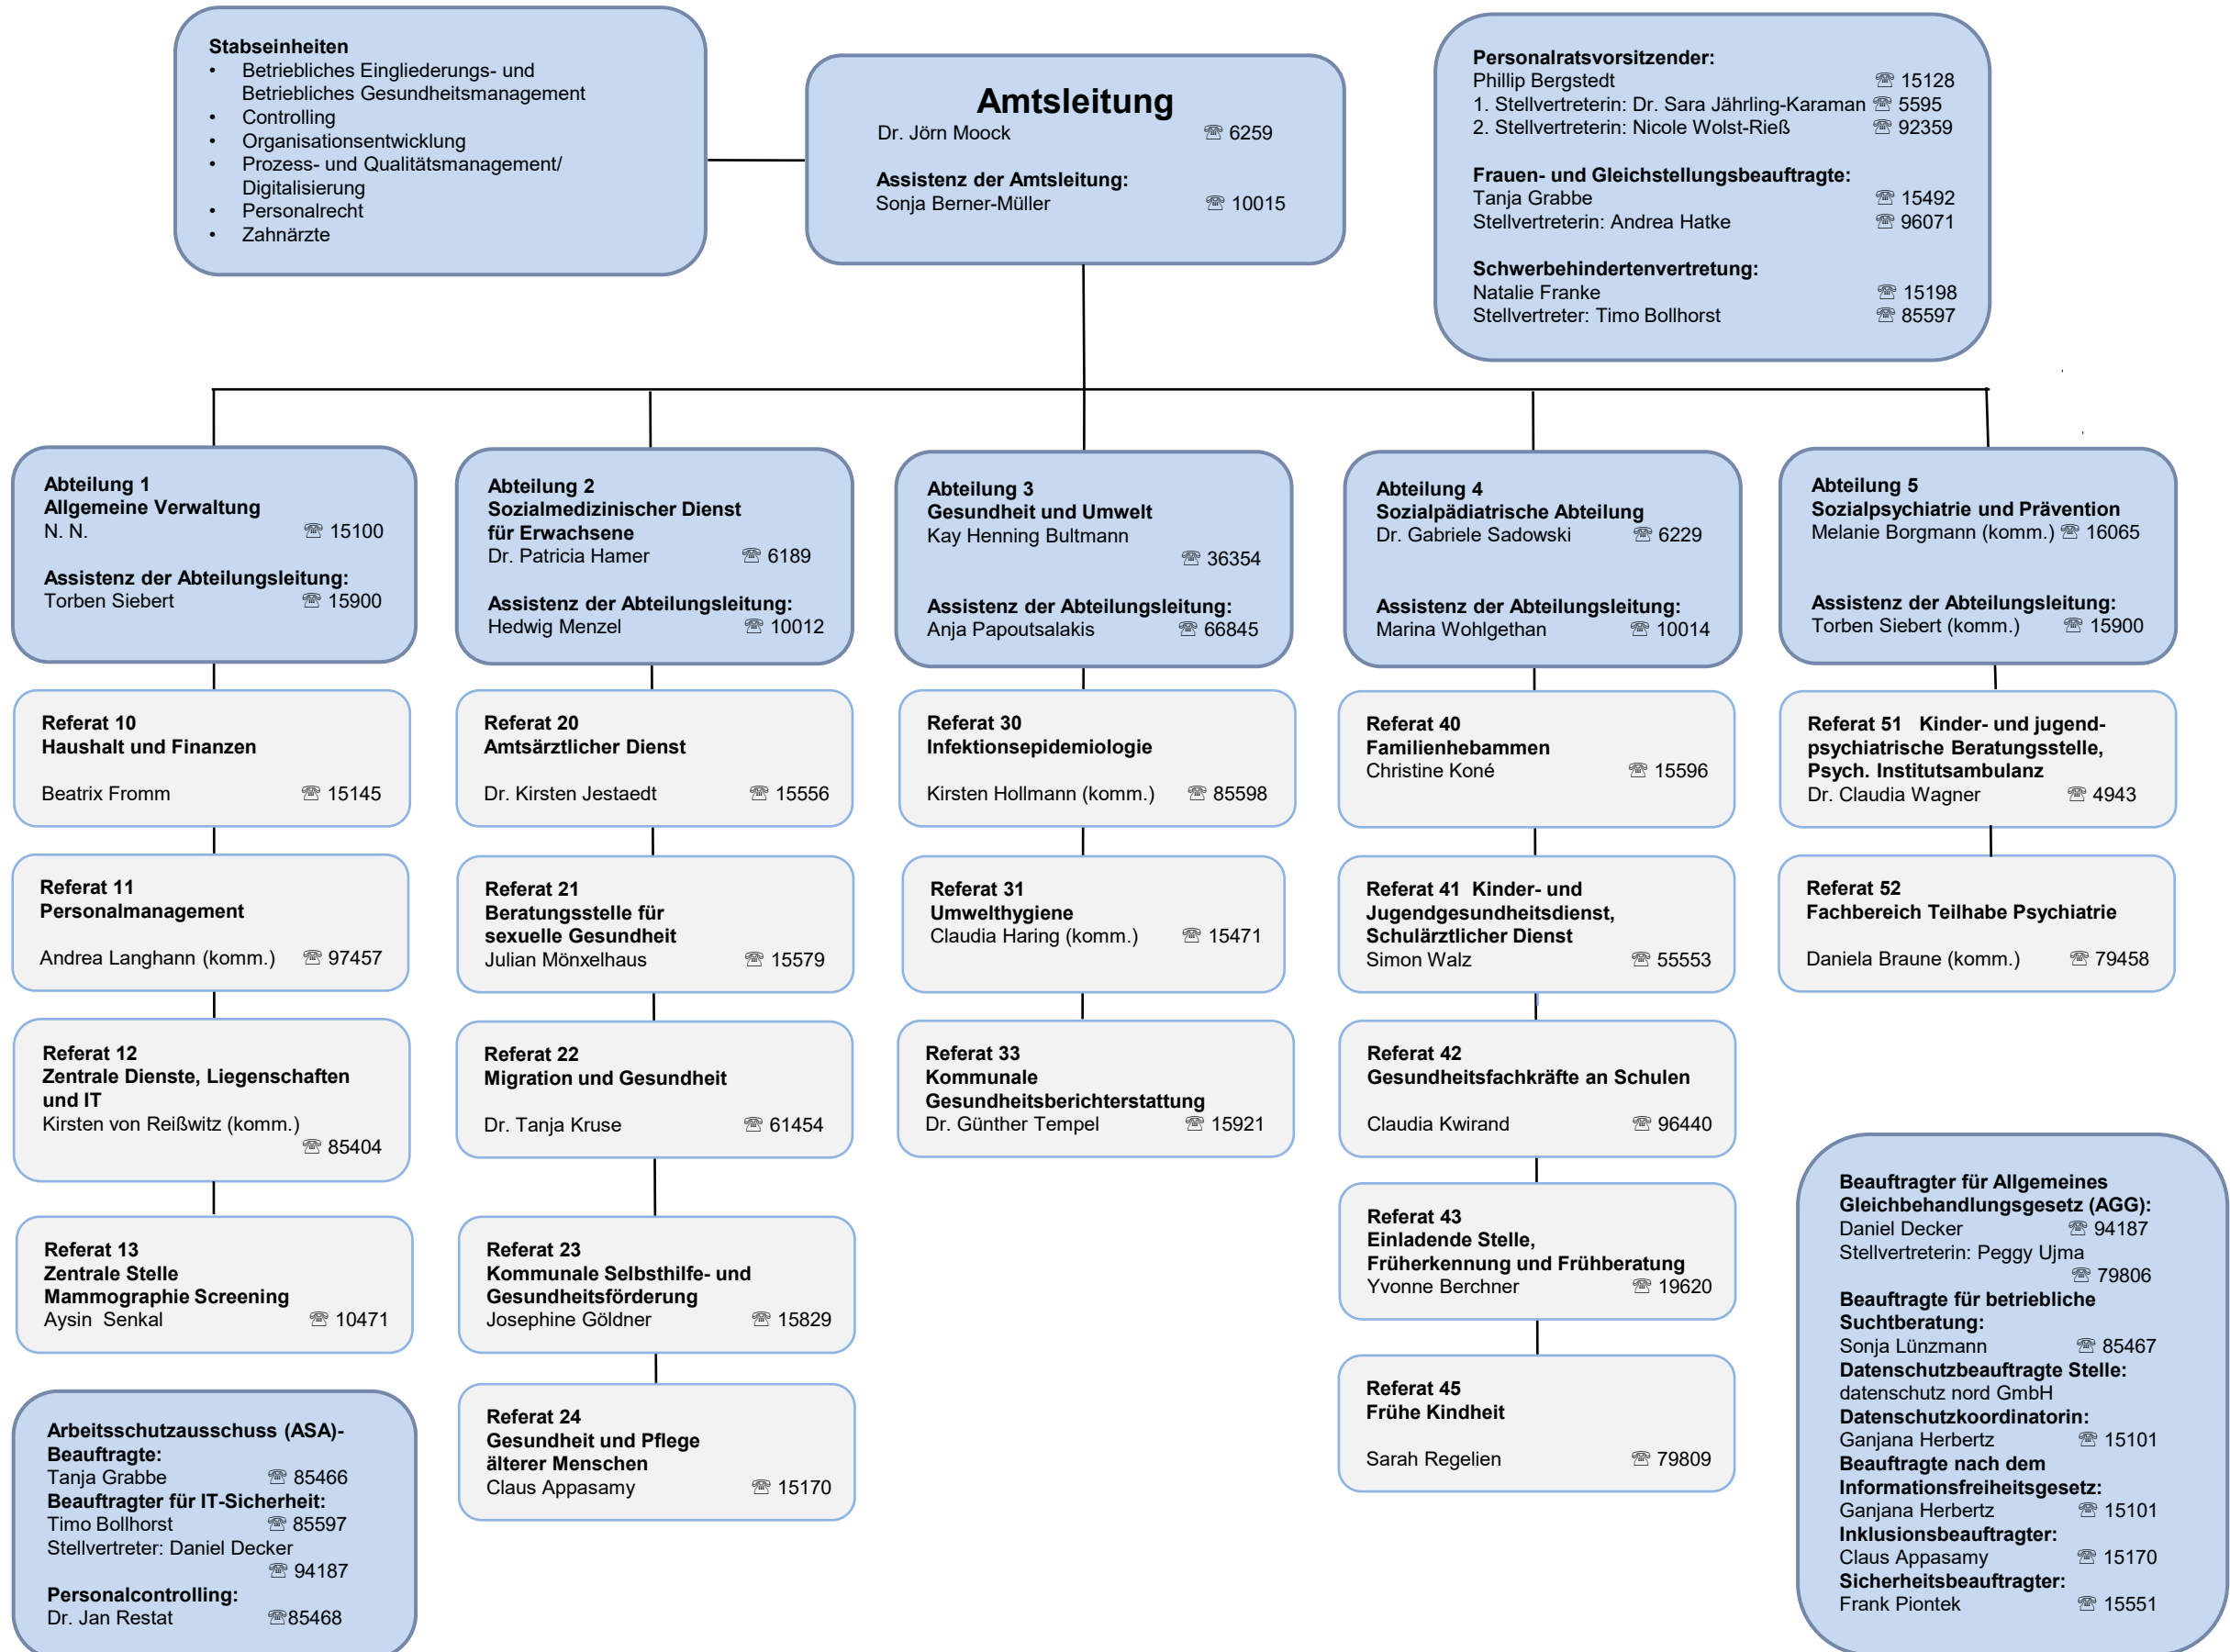 Stabseinheiten
• Betriebliches Eingliederungs- und
Betriebliches Gesundheitsmanagement
• Controlling
• Organisationsentwicklung
• Prozess- und Qualitätsmanagement/
Digitalisierung
• Personalrecht
• Zahnärzte
Amtsleitung
Dr. Jörn Moock ☏ 6259
Assistenz der Amtsleitung:
Sonja Berner-Müller ☏ 10015
Personalratsvorsitzender:
Phillip Bergstedt ☏ 15128
1. Stellvertreterin: Dr. Sara Jährling-Karaman ☏ 5595
2. Stellvertreterin: Nicole Wolst-Rieß ☏ 92359
Frauen- und Gleichstellungsbeauftragte:
Tanja Grabbe ☏ 15492
Stellvertreterin: Andrea Hatke ☏ 96071
Schwerbehindertenvertretung:
Natalie Franke ☏ 15198
Stellvertreter: Timo Bollhorst ☏ 85597
Abteilung 1
Allgemeine Verwaltung
N. N. ☏ 15100
Assistenz der Abteilungsleitung:
Torben Siebert ☏ 15900
Referat 10
Haushalt und Finanzen
Beatrix Fromm ☏ 15145
Referat 11
Personalmanagement
Andrea Langhann (komm.) ☏ 97457
Referat 12
Zentrale Dienste, Liegenschaften
und IT
Kirsten von Reißwitz (komm.)
☏ 85404
Referat 13
Zentrale Stelle
Mammographie Screening
Aysin Senkal ☏ 10471
Arbeitsschutzausschuss (ASA)-
Beauftragte:
Tanja Grabbe ☏ 85466
Beauftragter für IT-Sicherheit:
Timo Bollhorst ☏ 85597
Stellvertreter: Daniel Decker
☏ 94187
Personalcontrolling:
Dr. Jan Restat ☏85468
Abteilung 2
Sozialmedizinischer Dienst
für Erwachsene
Dr. Patricia Hamer ☏ 6189
Assistenz der Abteilungsleitung:
Hedwig Menzel ☏ 10012
Referat 20
Amtsärztlicher Dienst
Dr. Kirsten Jestaedt ☏ 15556
Referat 21
Beratungsstelle für
sexuelle Gesundheit
Julian Mönxelhaus ☏ 15579
Referat 22
Migration und Gesundheit
Dr. Tanja Kruse ☏ 61454
Referat 23
Kommunale Selbsthilfe- und
Gesundheitsförderung
Josephine Göldner ☏ 15829
Referat 24
Gesundheit und Pflege
älterer Menschen
Claus Appasamy ☏ 15170
Abteilung 3
Gesundheit und Umwelt
Kay Henning Bultmann
☏ 36354
Assistenz der Abteilungsleitung:
Anja Papoutsalakis ☏ 66845
Referat 30
Infektionsepidemiologie
Kirsten Hollmann (komm.) ☏ 85598
Referat 31
Umwelthygiene
Claudia Haring (komm.) ☏ 15471
Referat 33
Kommunale
Gesundheitsberichterstattung
Dr. Günther Tempel ☏ 15921
Abteilung 4
Sozialpädiatrische Abteilung
Dr. Gabriele Sadowski ☏ 6229
Assistenz der Abteilungsleitung:
Marina Wohlgethan ☏ 10014
Referat 40
Familienhebammen
Christine Koné ☏ 15596
Referat 41 Kinder- und
Jugendgesundheitsdienst,
Schulärztlicher Dienst
Simon Walz ☏ 55553
Referat 42
Gesundheitsfachkräfte an Schulen
Claudia Kwirand ☏ 96440
Referat 43
Einladende Stelle,
Früherkennung und Frühberatung
Yvonne Berchner ☏ 19620
Referat 45
Frühe Kindheit
Sarah Regelien ☏ 79809
Abteilung 5
Sozialpsychiatrie und Prävention
Melanie Borgmann (komm.) ☏ 16065
Assistenz der Abteilungsleitung:
Torben Siebert (komm.) ☏ 15900
Referat 51 Kinder- und jugend-
psychiatrische Beratungsstelle,
Psych. Institutsambulanz
Dr. Claudia Wagner ☏ 4943
Referat 52
Fachbereich Teilhabe Psychiatrie
Daniela Braune (komm.) ☏ 79458
Beauftragter für Allgemeines
Gleichbehandlungsgesetz (AGG):
Daniel Decker ☏ 94187
Stellvertreterin: Peggy Ujma
☏ 79806
Beauftragte für betriebliche
Suchtberatung:
Sonja Lünzmann ☏ 85467
Datenschutzbeauftragte Stelle:
datenschutz nord GmbH
Datenschutzkoordinatorin:
Ganjana Herbertz ☏ 15101
Beauftragte nach dem
Informationsfreiheitsgesetz:
Ganjana Herbertz ☏ 15101
Inklusionsbeauftragter:
Claus Appasamy ☏ 15170
Sicherheitsbeauftragter:
Frank Piontek ☏ 15551